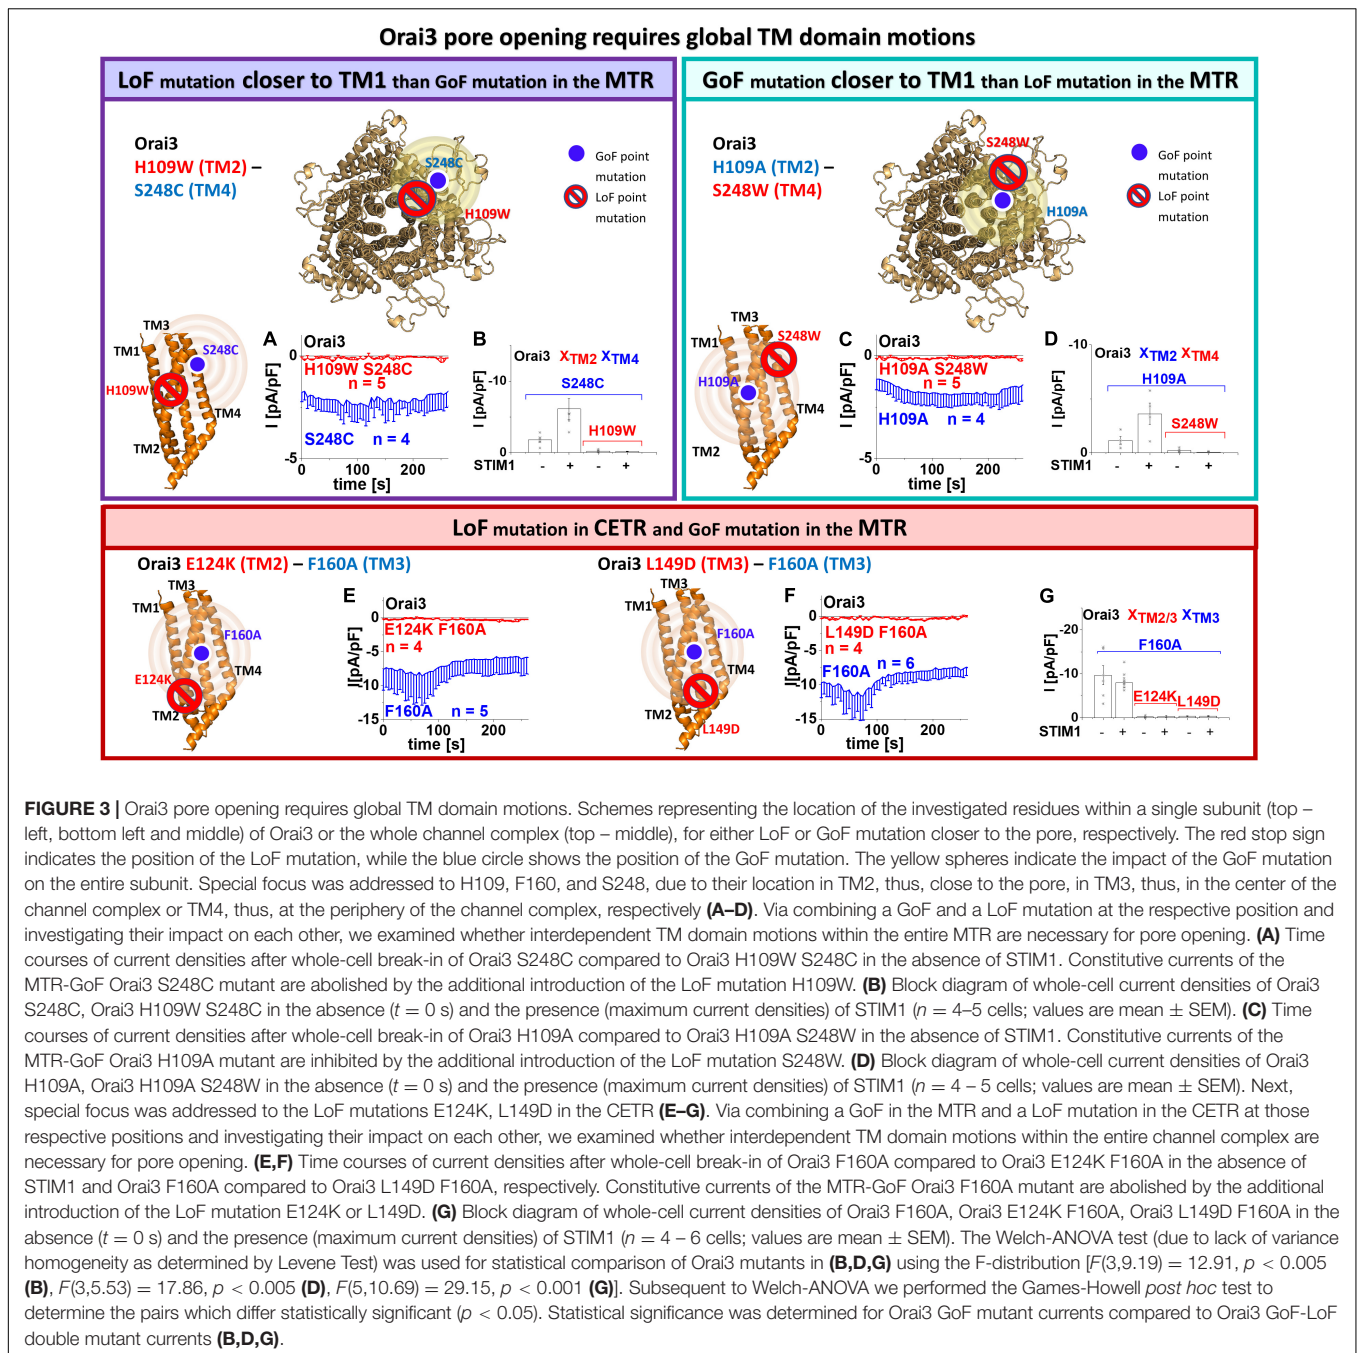 Orai3 pore opening requires global TM domain motions
LoF mutation closer to TM1 than GoF mutation in the MTR
Orai3
H109W (TM2) –
S248C (TM4)
S248C
H109W
GoF point
mutation
LoF point
mutation
TM3
TM1
S248C
H109W
TM4
TM2
A
Orai3
0
H109W S248C
n = 5
S248C n = 4
-5
I [pA/pF]
0 200
time [s]
B
Orai3 XTM2 XTM4
S248C
-10
H109W
I [pA/pF]
0
STIM1 - + - +
GoF mutation closer to TM1 than LoF mutation in the MTR
Orai3
H109A (TM2) –
S248W (TM4)
S248W
H109A
GoF point
mutation
LoF point
mutation
TM3
TM1
S248W
H109A
TM4
TM2
C
Orai3
0
H109A S248W
n = 5
H109A n = 4
-5
I [pA/pF]
0 200
time [s]
D
-10
Orai3 XTM2 XTM4
H109A
S248W
I [pA/pF]
0
STIM1 - + - +
LoF mutation in CETR and GoF mutation in the MTR
Orai3 E124K (TM2) – F160A (TM3)
TM3
TM1
F160A
TM4
E124K
TM2
E
Orai3
0
E124K F160A
n = 4
-5
-10
F160A n = 5
-15
I[pA/pF]
0 200
time [s]
Orai3 L149D (TM3) – F160A (TM3)
TM3
TM1
F160A
TM4
TM2
L149D
F
Orai3
0
L149D F160A
n = 4
-5
n = 6
F160A
-10
-15
I[pA/pF]
0 200
time [s]
G
Orai3 XTM2/3 XTM3
-20
F160A
-10
E124K
L149D
I [pA/pF]
0
STIM1 - + - + - +
FIGURE 3 | Orai3 pore opening requires global TM domain motions. Schemes representing the location of the investigated residues within a single subunit (top –
left, bottom left and middle) of Orai3 or the whole channel complex (top – middle), for either LoF or GoF mutation closer to the pore, respectively. The red stop sign
indicates the position of the LoF mutation, while the blue circle shows the position of the GoF mutation. The yellow spheres indicate the impact of the GoF mutation
on the entire subunit. Special focus was addressed to H109, F160, and S248, due to their location in TM2, thus, close to the pore, in TM3, thus, in the center of the
channel complex or TM4, thus, at the periphery of the channel complex, respectively (A–D). Via combining a GoF and a LoF mutation at the respective position and
investigating their impact on each other, we examined whether interdependent TM domain motions within the entire MTR are necessary for pore opening. (A) Time
courses of current densities after whole-cell break-in of Orai3 S248C compared to Orai3 H109W S248C in the absence of STIM1. Constitutive currents of the
MTR-GoF Orai3 S248C mutant are abolished by the additional introduction of the LoF mutation H109W. (B) Block diagram of whole-cell current densities of Orai3
S248C, Orai3 H109W S248C in the absence (t = 0 s) and the presence (maximum current densities) of STIM1 (n = 4–5 cells; values are mean ± SEM). (C) Time
courses of current densities after whole-cell break-in of Orai3 H109A compared to Orai3 H109A S248W in the absence of STIM1. Constitutive currents of the
MTR-GoF Orai3 H109A mutant are inhibited by the additional introduction of the LoF mutation S248W. (D) Block diagram of whole-cell current densities of Orai3
H109A, Orai3 H109A S248W in the absence (t = 0 s) and the presence (maximum current densities) of STIM1 (n = 4 – 5 cells; values are mean ± SEM). Next,
special focus was addressed to the LoF mutations E124K, L149D in the CETR (E–G). Via combining a GoF in the MTR and a LoF mutation in the CETR at those
respective positions and investigating their impact on each other, we examined whether interdependent TM domain motions within the entire channel complex are
necessary for pore opening. (E,F) Time courses of current densities after whole-cell break-in of Orai3 F160A compared to Orai3 E124K F160A in the absence of
STIM1 and Orai3 F160A compared to Orai3 L149D F160A, respectively. Constitutive currents of the MTR-GoF Orai3 F160A mutant are abolished by the additional
introduction of the LoF mutation E124K or L149D. (G) Block diagram of whole-cell current densities of Orai3 F160A, Orai3 E124K F160A, Orai3 L149D F160A in the
absence (t = 0 s) and the presence (maximum current densities) of STIM1 (n = 4 – 6 cells; values are mean ± SEM). The Welch-ANOVA test (due to lack of variance
homogeneity as determined by Levene Test) was used for statistical comparison of Orai3 mutants in (B,D,G) using the F-distribution [F(3,9.19) = 12.91, p < 0.005
(B), F(3,5.53) = 17.86, p < 0.005 (D), F(5,10.69) = 29.15, p < 0.001 (G)]. Subsequent to Welch-ANOVA we performed the Games-Howell post hoc test to
determine the pairs which differ statistically significant (p < 0.05). Statistical significance was determined for Orai3 GoF mutant currents compared to Orai3 GoF-LoF
double mutant currents (B,D,G).